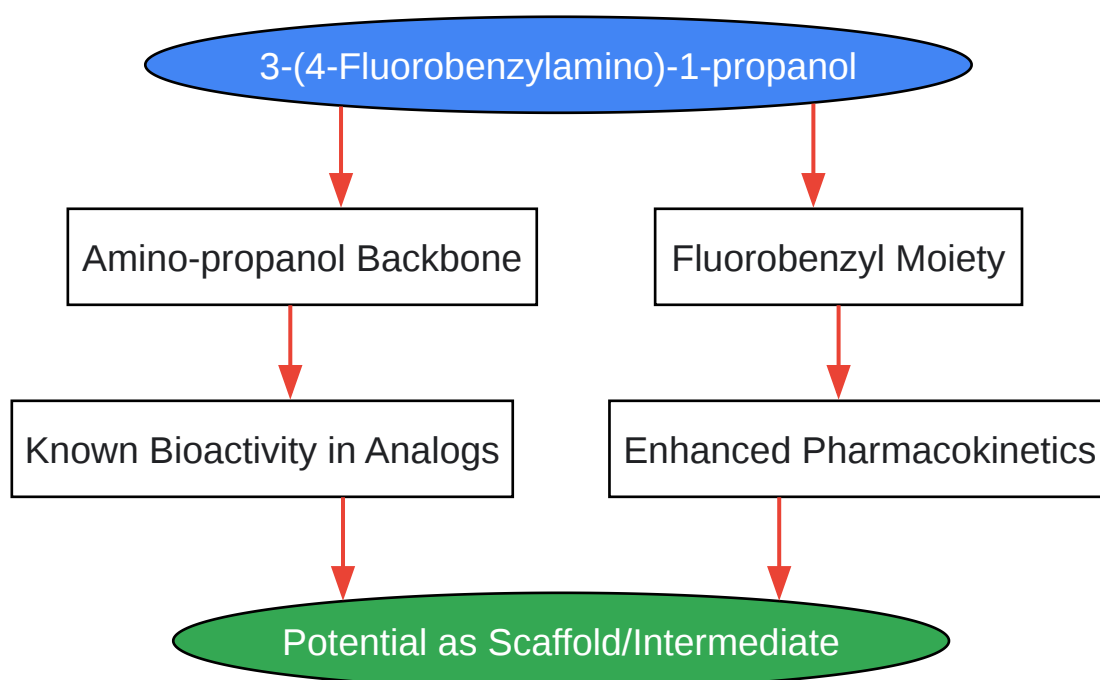 3-(4-Fluorobenzylamino)-1-propanol
Amino-propanol Backbone
Fluorobenzyl Moiety
Known Bioactivity in Analogs
Enhanced Pharmacokinetics
Potential as Scaffold/Intermediate